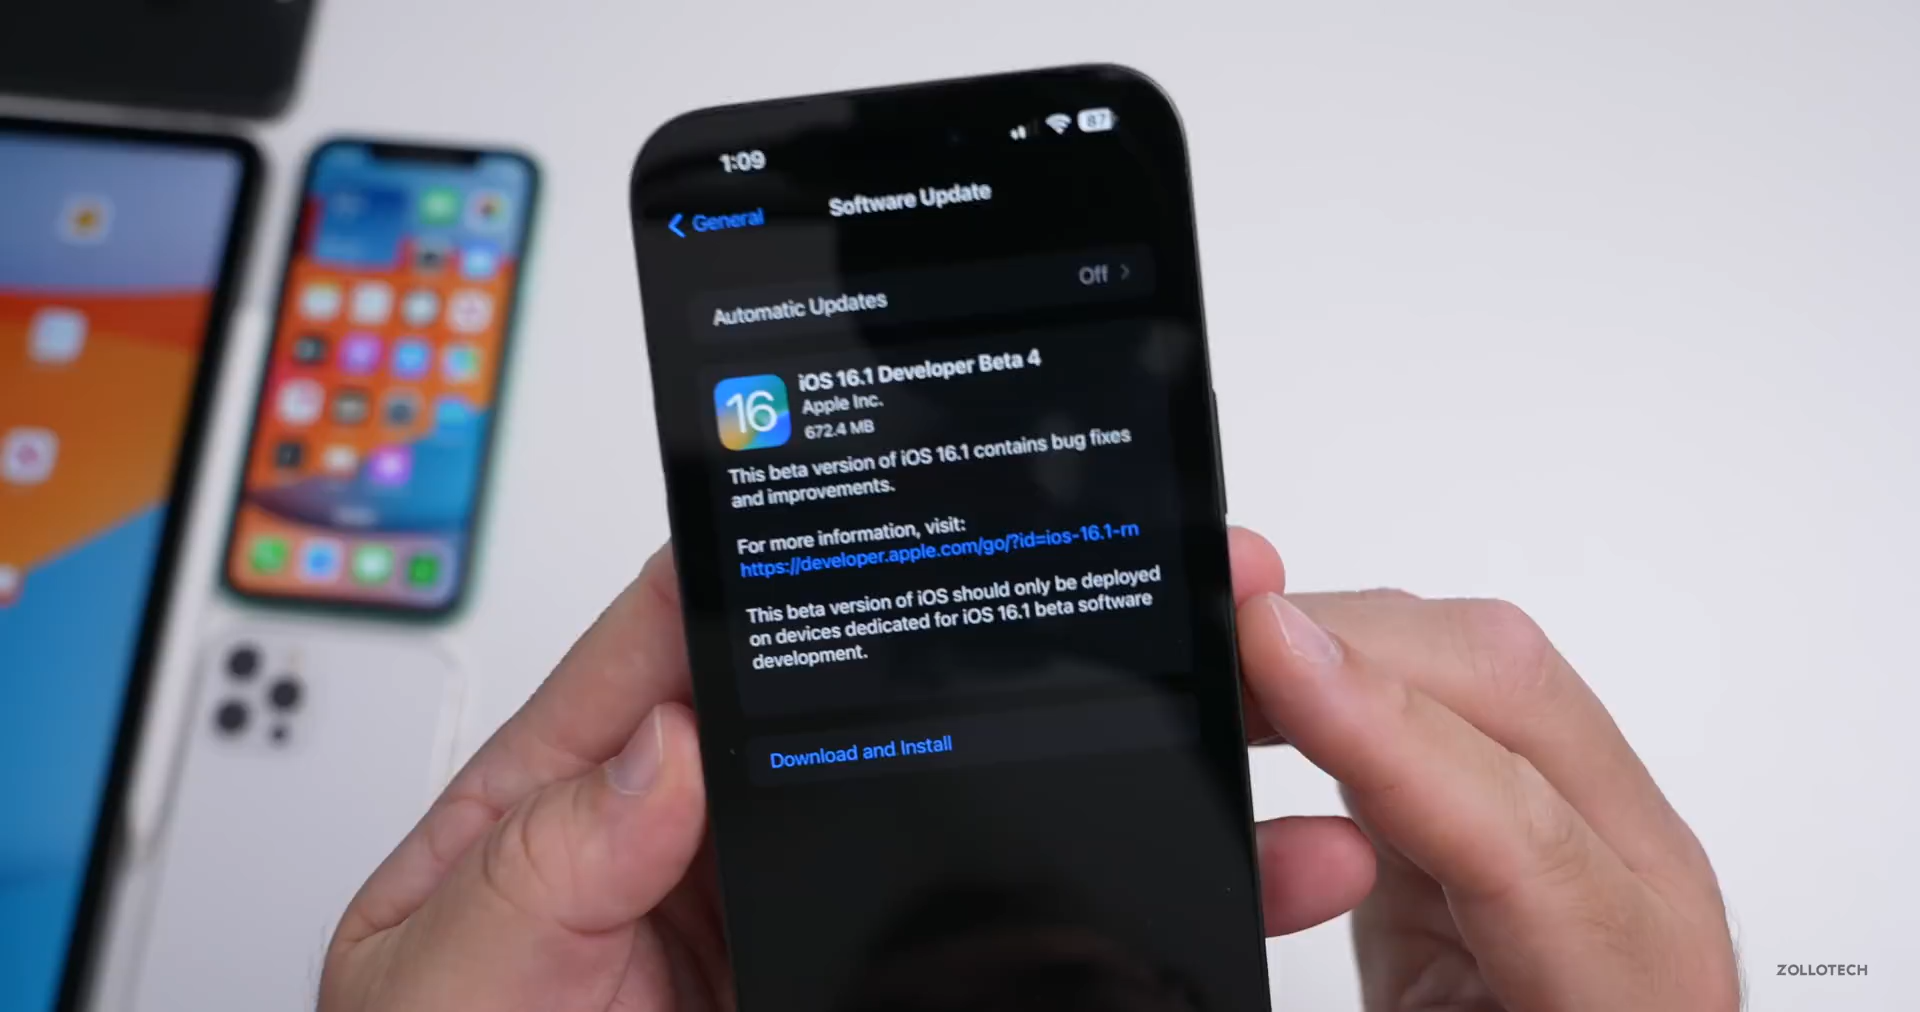 1:09
87
General
Software Update
Automatic Updates
Off
16
iOS 16.1 Developer Beta 4
Apple Inc.
672.4 MB
This beta version of iOS 16.1 contains bug fixes
and improvements.
For more information, visit:
https://developer.apple.com/go/?id=ios-16.1-rn
This beta version of iOS should only be deployed
on devices dedicated for iOS 16.1 beta software
development.
Download and Install
ZOLLOTECH